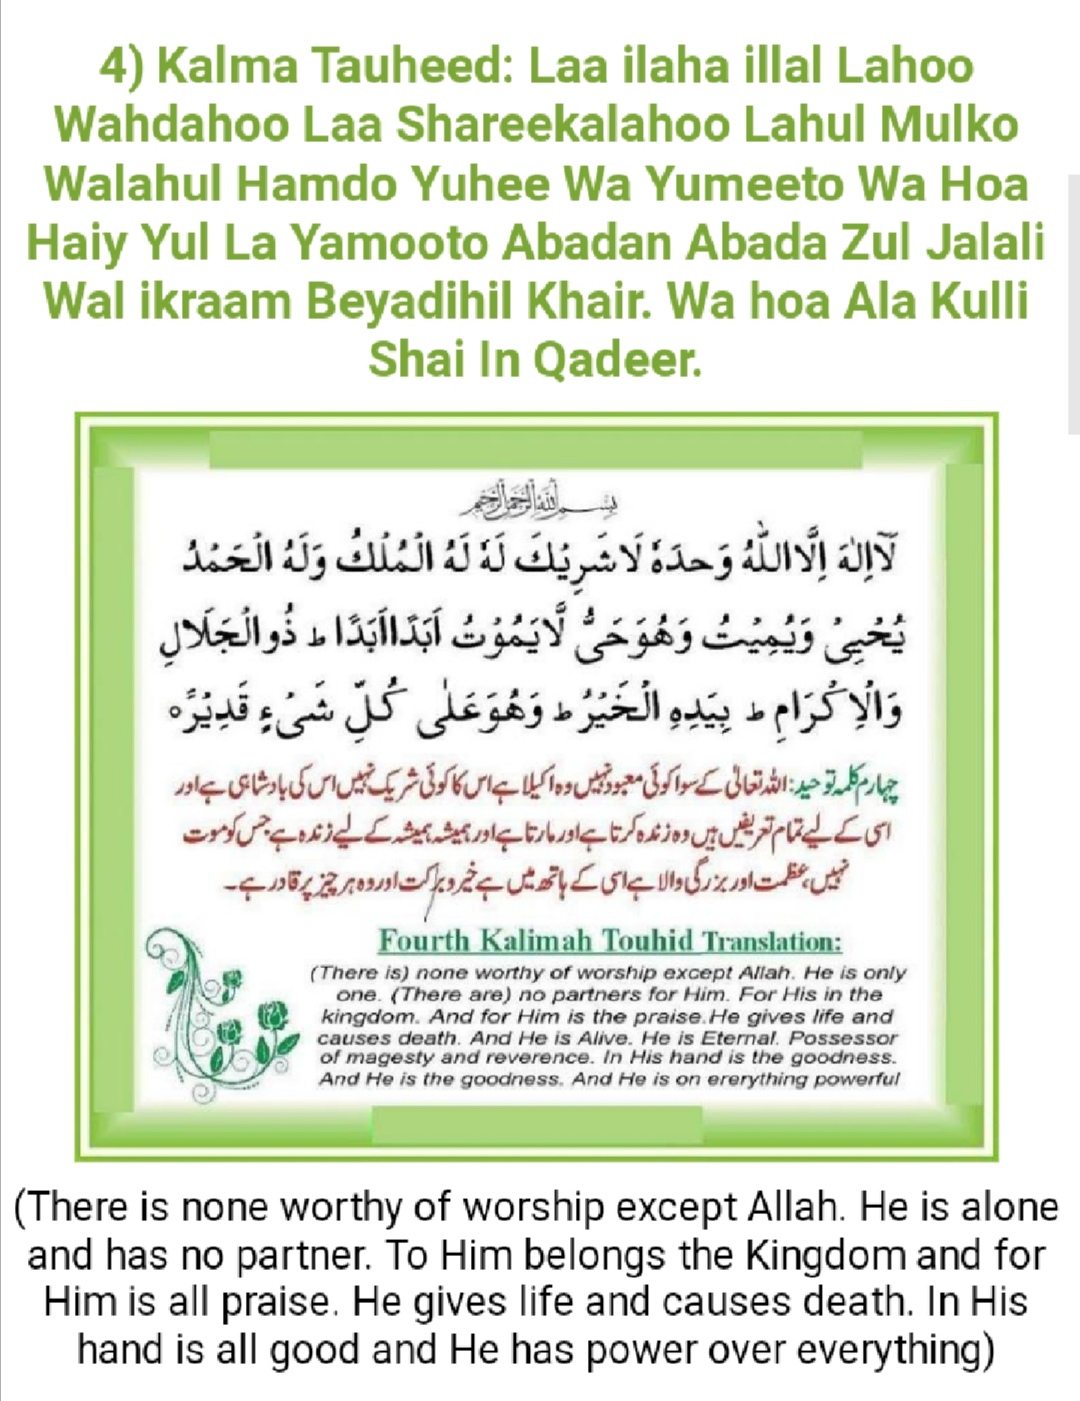 4) Kalma Tauheed: Laa ilaha illal Lahoo
Wahdahoo Laa Shareekalahoo Lahul Mulko
Walahul Hamdo Yuhee Wa Yumeeto Wa Hoa
Haiy Yul La Yamooto Abadan Abada Zul Jalali
Wal ikraam Beyadihil Khair. Wa hoa Ala Kulli
Shai In Qadeer.
بِسْمِ اللهِ الرَّحْمٰنِ الرَّحِيْمِ
لَآ اِلٰهَ اِلَّا اللّٰهُ وَحْدَهٗ لَا شَرِيْكَ لَهٗ لَهُ الْمُلْكُ وَلَهُ الْحَمْدُ
يُحْيِىْ وَيُمِيْتُ وَهُوَ حَىٌّ لَّا يَمُوْتُ اَبَدًا اَبَدًا ؕ ذُو الْجَلَالِ
وَالْاِكْرَامِ ؕ بِيَدِهِ الْخَيْرُ ؕ وَهُوَ عَلٰى كُلِّ شَىْءٍ قَدِيْرٌ ه
چہارم کلمہ توحید: اللہ تعالیٰ کے سوا کوئی معبود نہیں وہ اکیلا ہے اس کا کوئی شریک نہیں اس کی بادشاہی ہے اور
اسی کے لیے تمام تعریفیں ہیں وہ زندہ کرتا ہے اور مارتا ہے اور ہمیشہ ہمیشہ کے لیے زندہ ہے جس کو موت
نہیں، عظمت اور بزرگی والا ہے اسی کے ہاتھ میں ہے خیر و برکت اور وہ ہر چیز پر قادر ہے۔
Fourth Kalimah Touhid Translation:
(There is) none worthy of worship except Allah. He is only
one. (There are) no partners for Him. For His in the
kingdom. And for Him is the praise.He gives life and
causes death. And He is Alive. He is Eternal. Possessor
of magesty and reverence. In His hand is the goodness.
And He is the goodness. And He is on ererything powerful
(There is none worthy of worship except Allah. He is alone
and has no partner. To Him belongs the Kingdom and for
Him is all praise. He gives life and causes death. In His
hand is all good and He has power over everything)